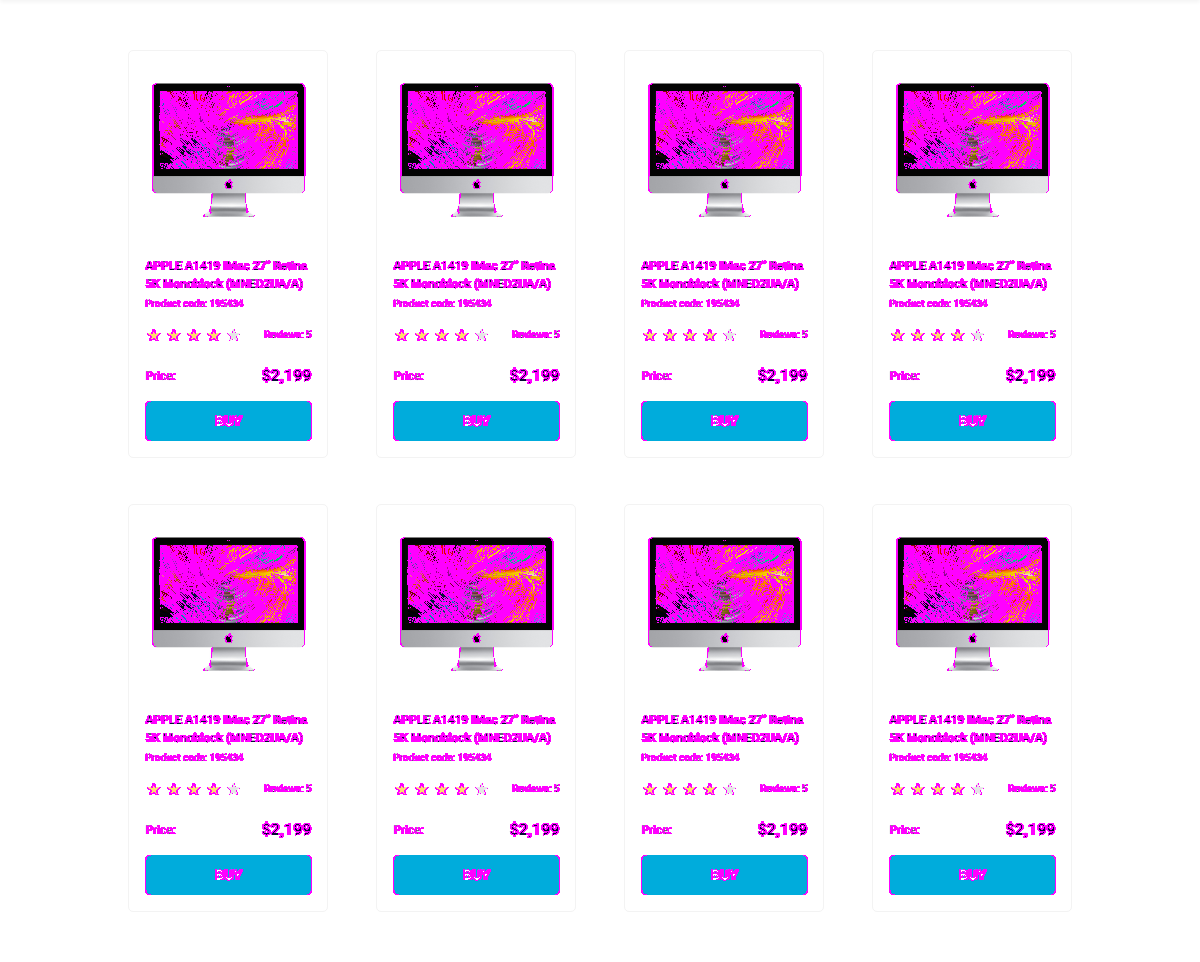 APPLE A1419 iMac 27" Retina
5K Monoblock (MNED2UA/A)
Product code: 195434
Reviews: 5
Price:
$2,199
BUY
APPLE A1419 iMac 27" Retina
5K Monoblock (MNED2UA/A)
Product code: 195434
Reviews: 5
Price:
$2,199
BUY
APPLE A1419 iMac 27" Retina
5K Monoblock (MNED2UA/A)
Product code: 195434
Reviews: 5
Price:
$2,199
BUY
APPLE A1419 iMac 27" Retina
5K Monoblock (MNED2UA/A)
Product code: 195434
Reviews: 5
Price:
$2,199
BUY
APPLE A1419 iMac 27" Retina
5K Monoblock (MNED2UA/A)
Product code: 195434
Reviews: 5
Price:
$2,199
BUY
APPLE A1419 iMac 27" Retina
5K Monoblock (MNED2UA/A)
Product code: 195434
Reviews: 5
Price:
$2,199
BUY
APPLE A1419 iMac 27" Retina
5K Monoblock (MNED2UA/A)
Product code: 195434
Reviews: 5
Price:
$2,199
BUY
APPLE A1419 iMac 27" Retina
5K Monoblock (MNED2UA/A)
Product code: 195434
Reviews: 5
Price:
$2,199
BUY